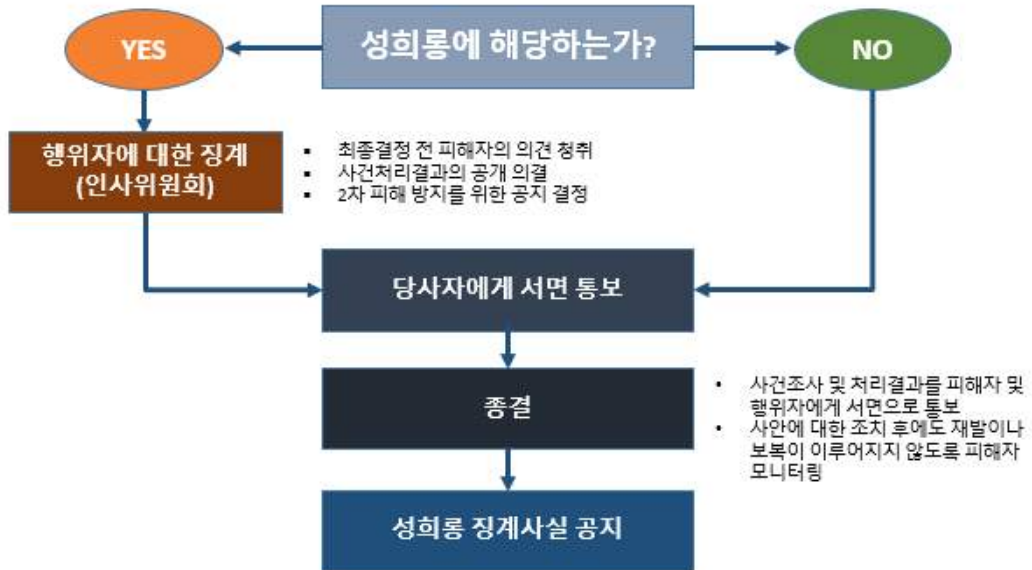 YES
성희롱에 해당하는가?
NO
행위자에 대한 징계
(인사위원회)
▪ 최종결정 전 피해자의 의견 청취
▪ 사건처리결과의 공개 의결
▪ 2차 피해 방지를 위한 공지 결정
당사자에게 서면 통보
종결
• 사건조사 및 처리결과를 피해자 및
행위자에게 서면으로 통보
• 사안에 대한 조치 후에도 재발이나
보복이 이루어지지 않도록 피해자
모니터링
성희롱 징계사실 공지